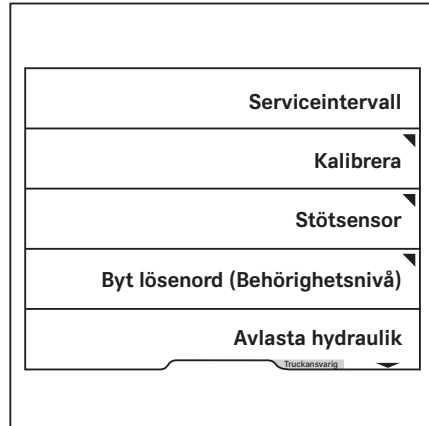 Serviceintervall
Kalibrera
Stötsensor
Byt lösenord (Behörighetsnivå)
Avlasta hydraulik
Truckansvarig